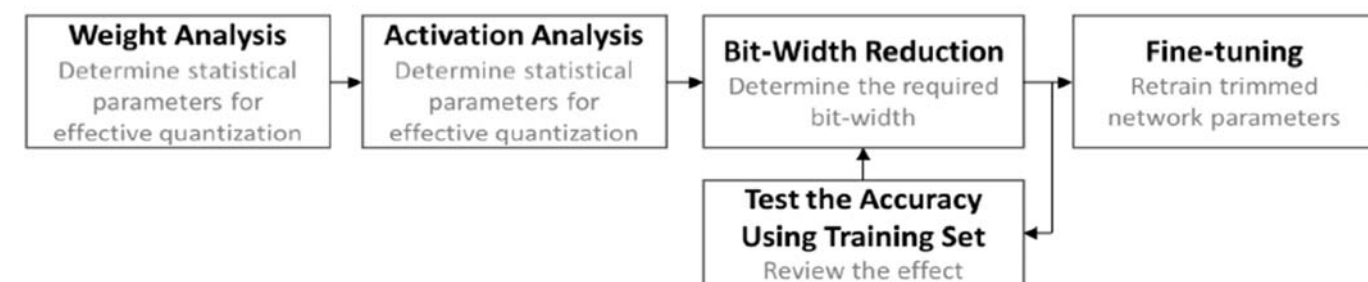 Weight Analysis
Determine statistical
parameters for
effective quantization
Activation Analysis
Determine statistical
parameters for
effective quantization
Bit-Width Reduction
Determine the required
bit-width
Fine-tuning
Retrain trimmed
network parameters
Test the Accuracy
Using Training Set
Review the effect